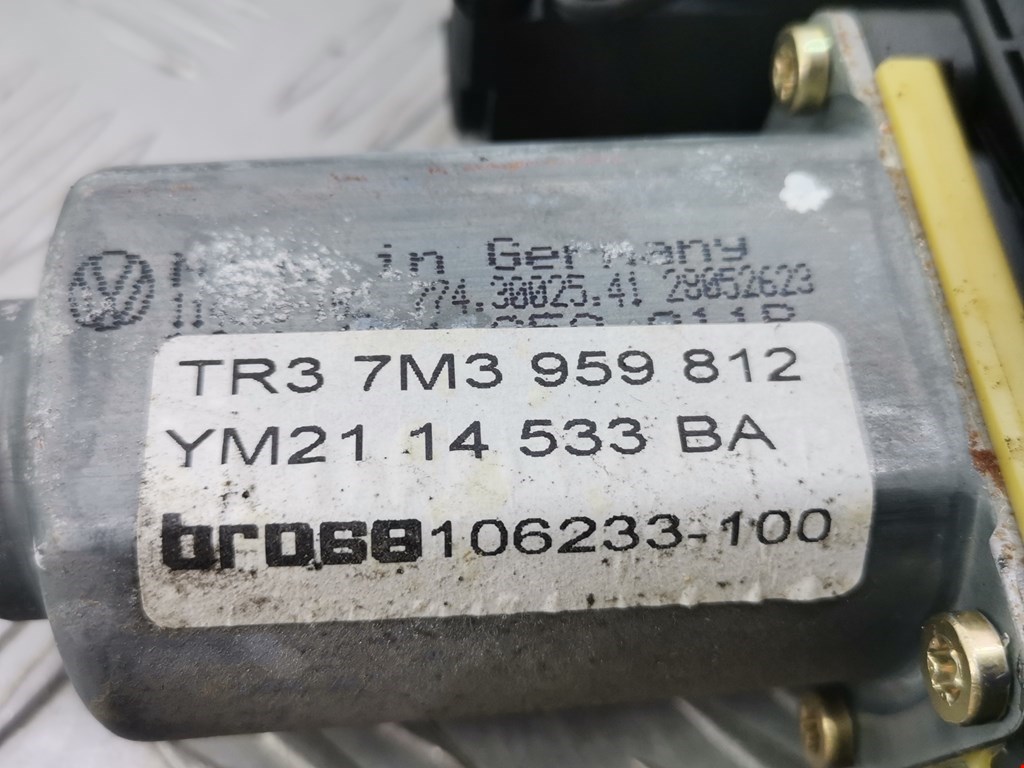 in Germany
774.30025.41 28052623
TR3 7M3 959 812
YM21 14 533 BA
brose 106233-100